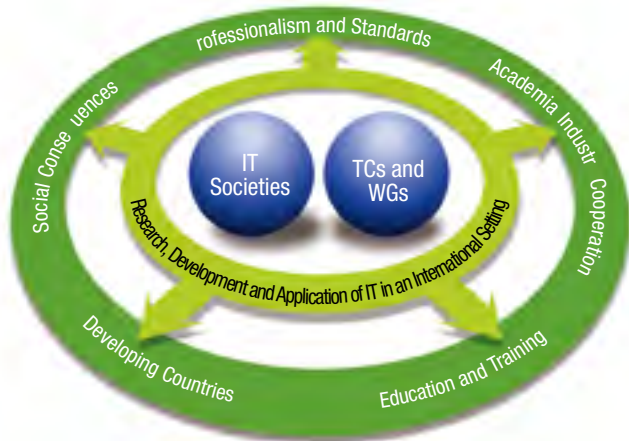 rofessionalism and Standards
Academia Industr Cooperation
Education and Training
Developing Countries
Social Conse uences
IT
Societies
TCs and
WGs
Research, Development and Application of IT in an International Setting